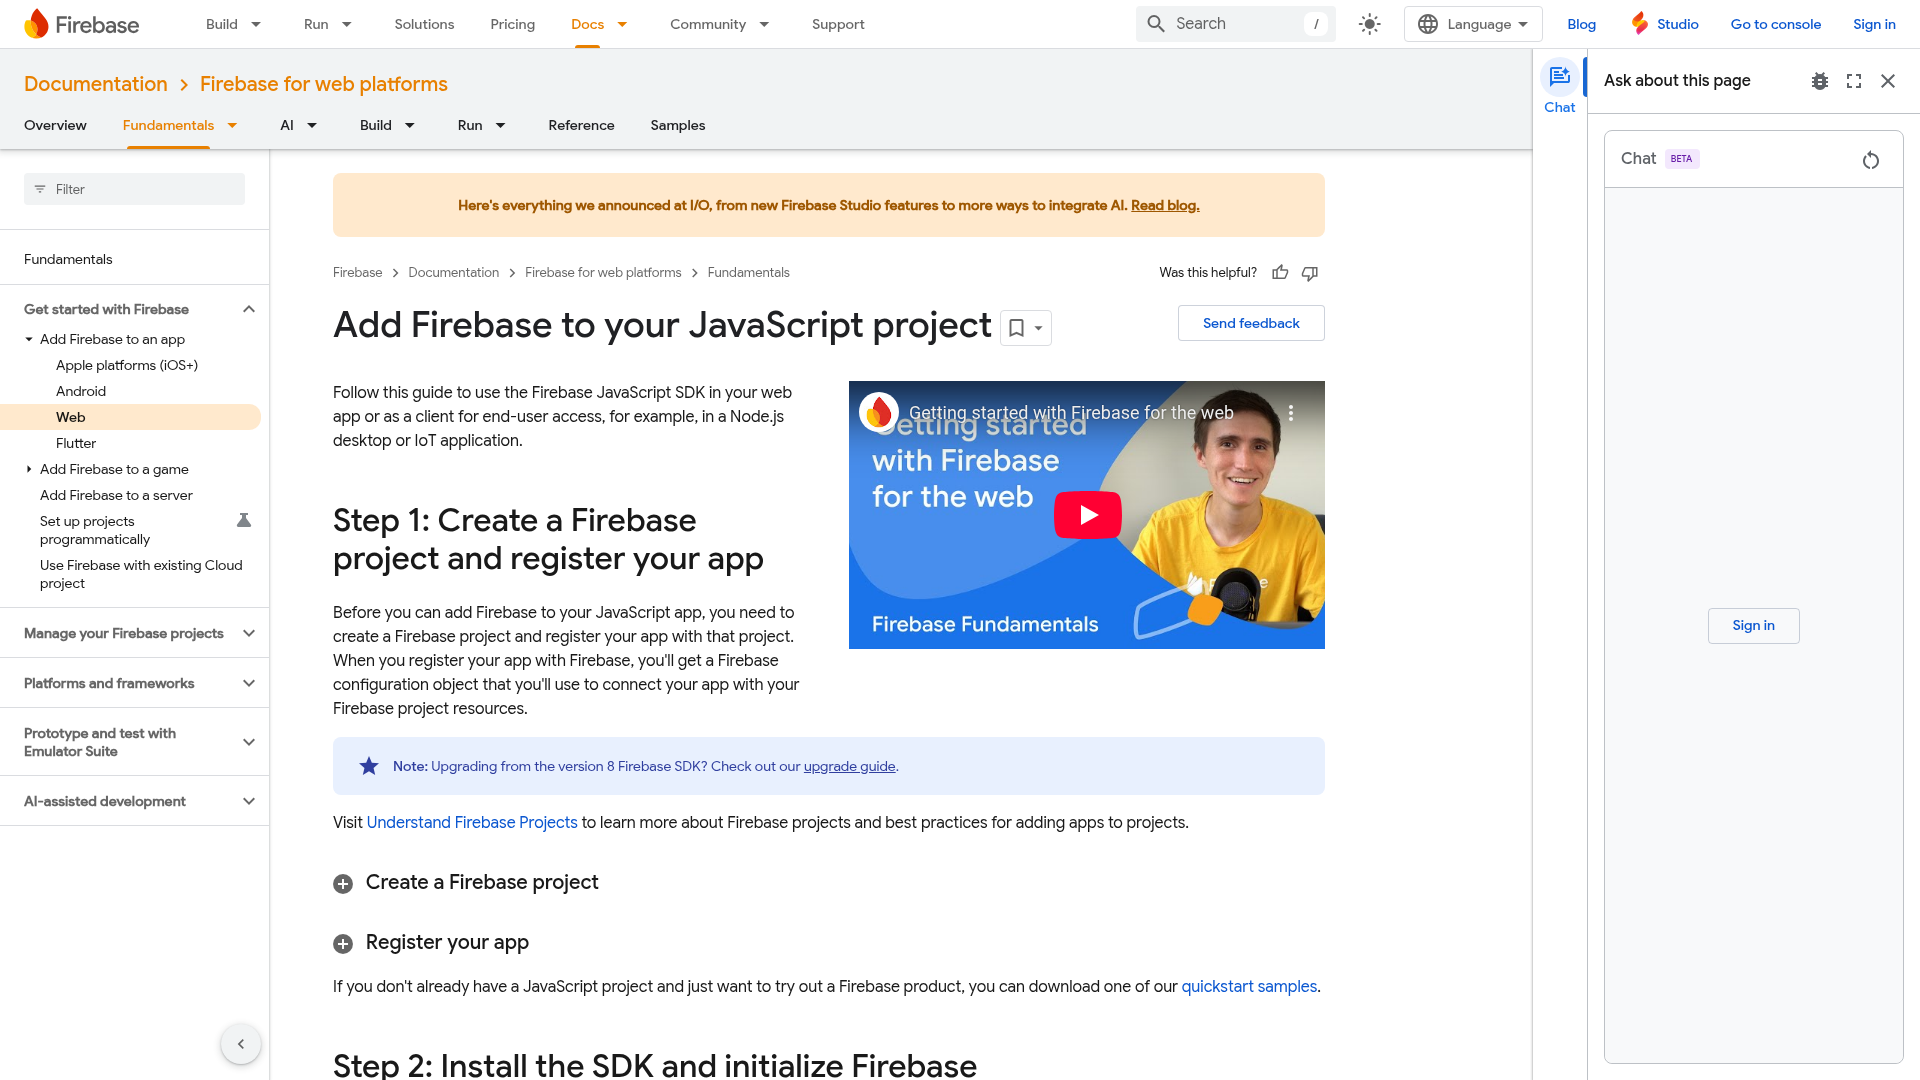 Firebase
Build
Run
Solutions
Pricing
Docs
Community
Support
Search
/
Language
Blog
Studio
Go to console
Sign in
Documentation
Firebase for web platforms
Overview
Fundamentals
AI
Build
Run
Reference
Samples
Chat
Ask about this page
Chat BETA
Sign in
Filter
Fundamentals
Get started with Firebase
Add Firebase to an app
Apple platforms (iOS+)
Android
Web
Flutter
Add Firebase to a game
Add Firebase to a server
Set up projects
programmatically
Use Firebase with existing Cloud
project
Manage your Firebase projects
Platforms and frameworks
Prototype and test with
Emulator Suite
AI-assisted development
Here's everything we announced at I/O, from new Firebase Studio features to more ways to integrate AI. Read blog.
Firebase
Documentation
Firebase for web platforms
Fundamentals
Was this helpful?
Add Firebase to your JavaScript project
Send feedback
Follow this guide to use the Firebase JavaScript SDK in your web
app or as a client for end-user access, for example, in a Node.js
desktop or IoT application.
Getting started with Firebase for the web
Getting started
with Firebase
for the web
Firebase Fundamentals
Step 1: Create a Firebase
project and register your app
Before you can add Firebase to your JavaScript app, you need to
create a Firebase project and register your app with that project.
When you register your app with Firebase, you'll get a Firebase
configuration object that you'll use to connect your app with your
Firebase project resources.
Note: Upgrading from the version 8 Firebase SDK? Check out our upgrade guide.
Visit Understand Firebase Projects to learn more about Firebase projects and best practices for adding apps to projects.
Create a Firebase project
Register your app
If you don't already have a JavaScript project and just want to try out a Firebase product, you can download one of our quickstart samples.
Step 2: Install the SDK and initialize Firebase